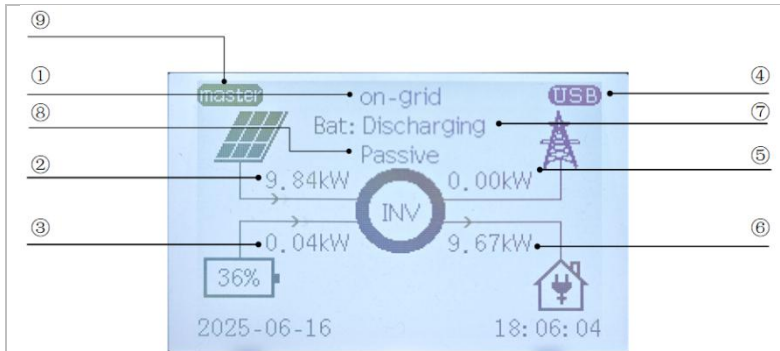 ⑨
① master on-grid USB ④
⑧ Bat: Discharging ⑦
Passive
② 9.84kW 0.00kW ⑤
INV
③ 0.04kW 9.67kW ⑥
36%
2025-06-16 18:06:04